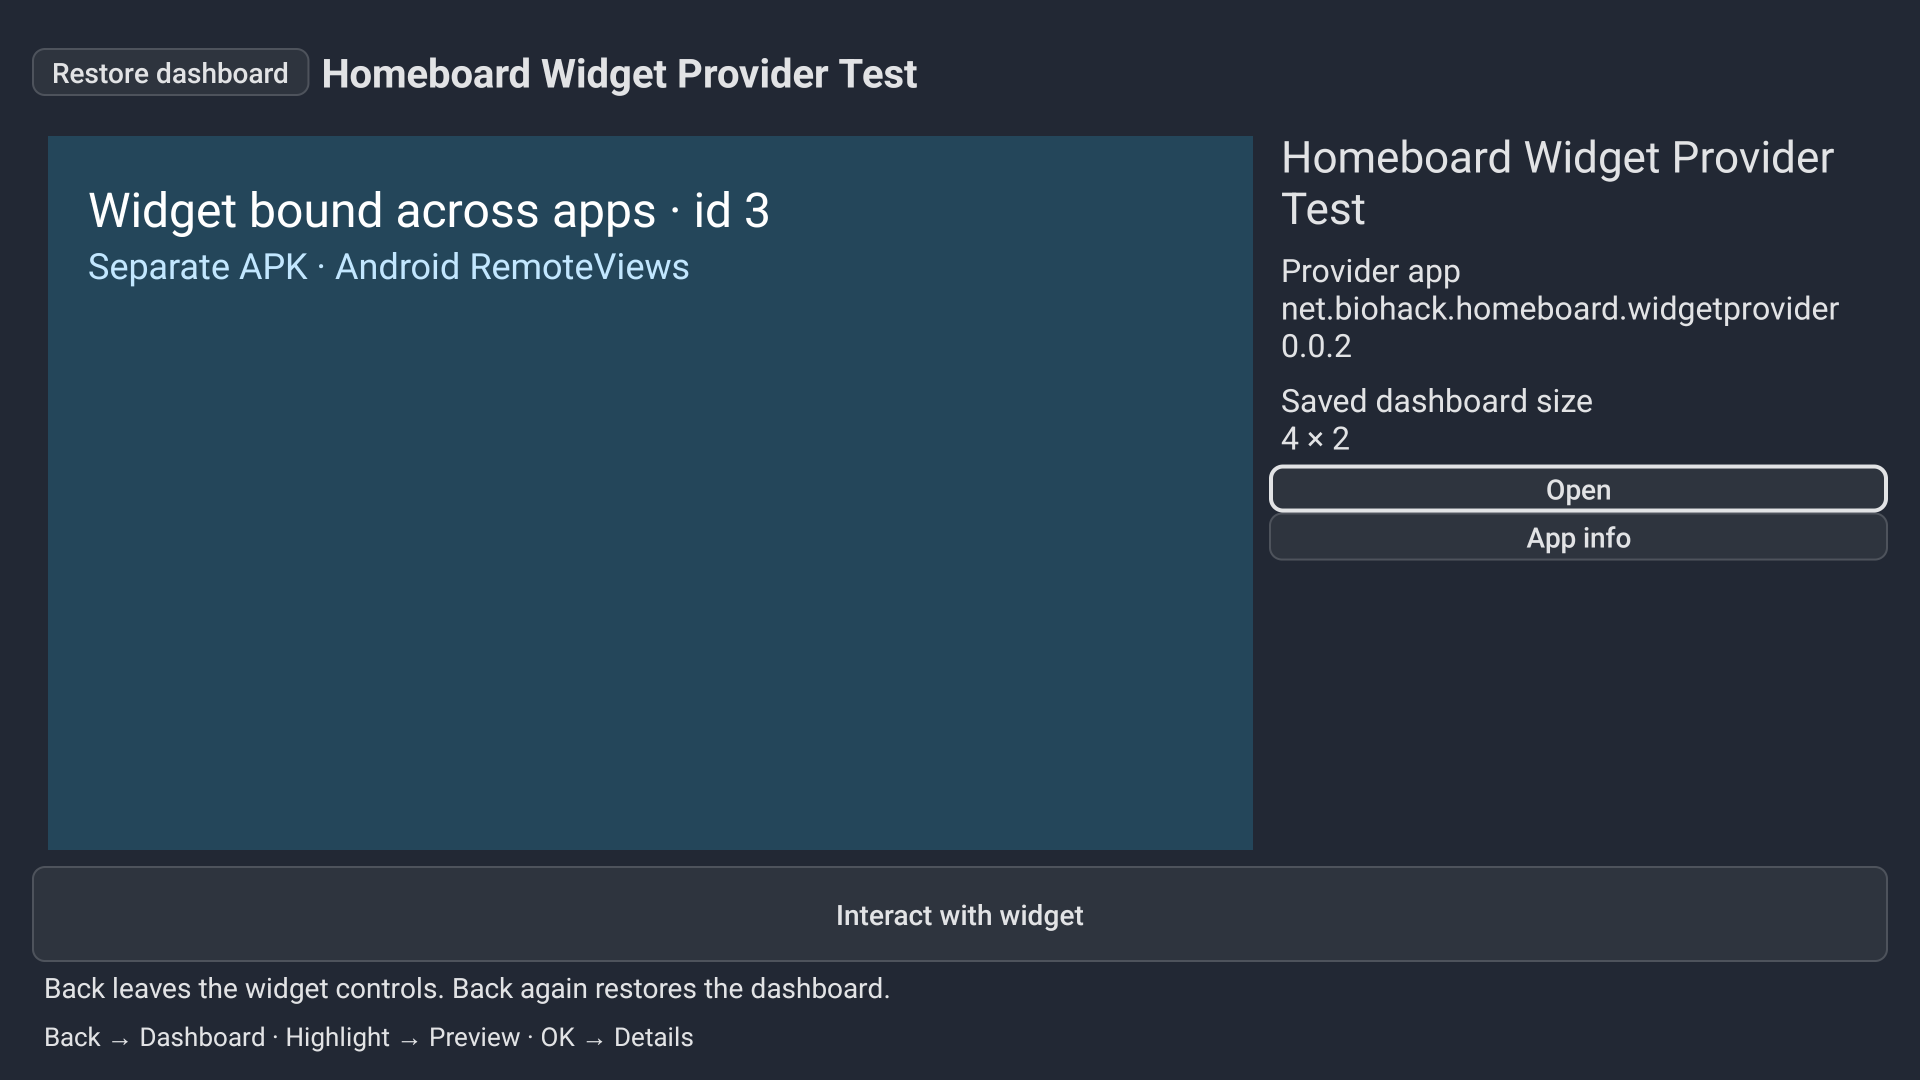 Restore dashboard
Homeboard Widget Provider Test
Widget bound across apps · id 3
Separate APK · Android RemoteViews
Homeboard Widget Provider
Test
Provider app
net.biohack.homeboard.widgetprovider
0.0.2
Saved dashboard size
4 × 2
Open
App info
Interact with widget
Back leaves the widget controls. Back again restores the dashboard.
Back → Dashboard · Highlight → Preview · OK → Details